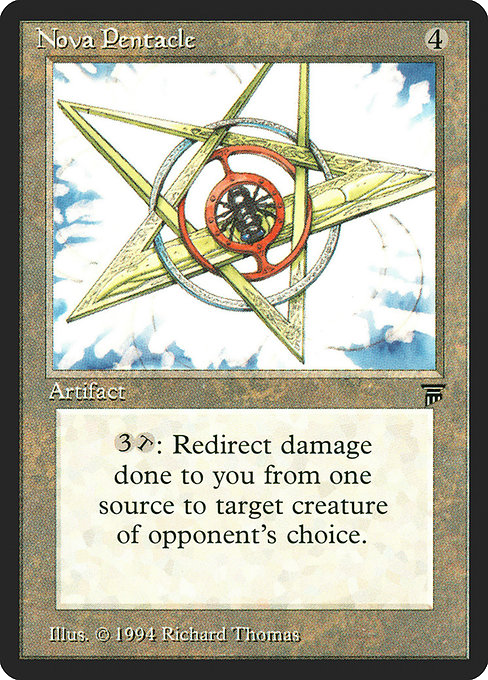 Nova Pentacle 4
Artifact
3T: Redirect damage
done to you from one
source to target creature
of opponent's choice.
Illus. © 1994 Richard Thomas